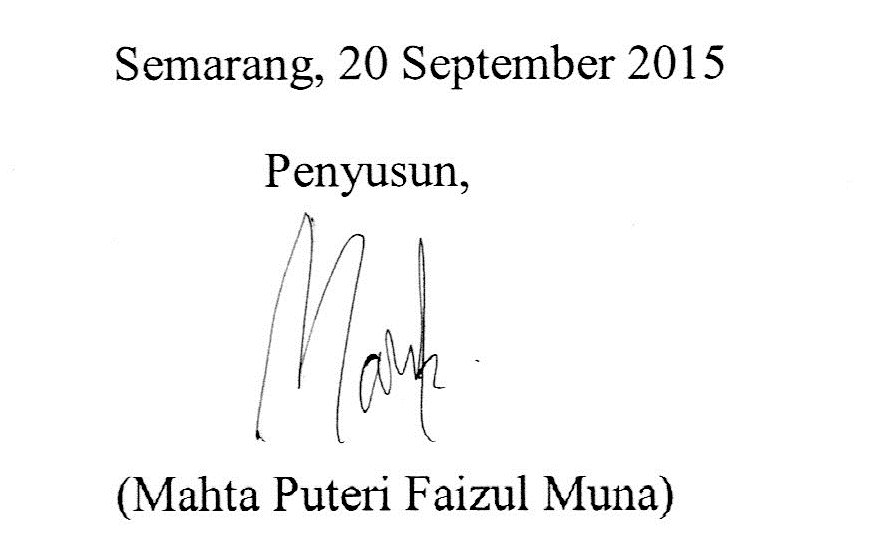 Semarang, 20 September 2015
Penyusun,
(Mahta Puteri Faizul Muna)